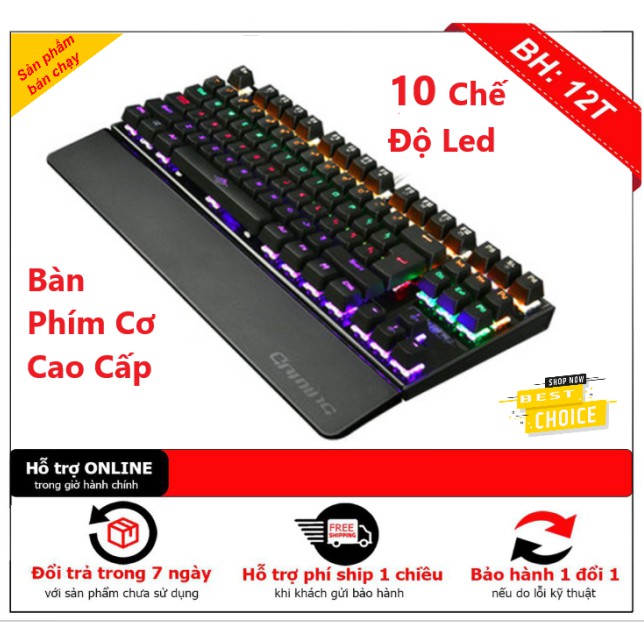 Sản phẩm
bán chạy
BH: 12T
10 Chế
Độ Led
Bàn
Phím Cơ
Cao Cấp
GAMING
SHOP NOW
BEST
CHOICE
Hỗ trợ ONLINE
trong giờ hành chính
FREE
SHIPPING
Đổi trả trong 7 ngày
với sản phẩm chưa sử dụng
Hỗ trợ phí ship 1 chiều
khi khách gửi bảo hành
Bảo hành 1 đổi 1
nếu do lỗi kỹ thuật